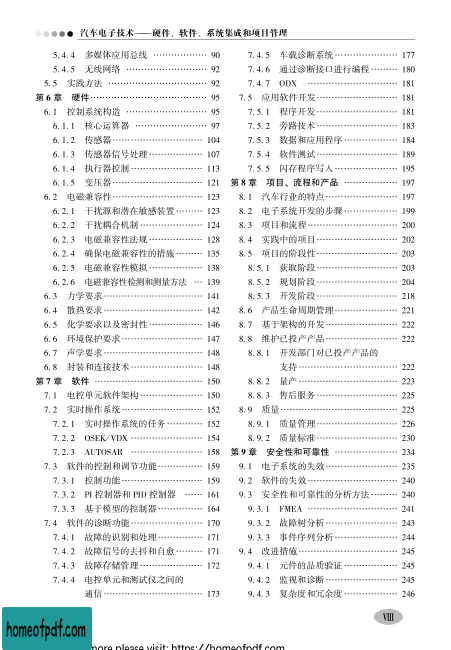 汽车电子技术——硬件、软件、系统集成和项目管理
5.4.4 多媒体应用总线 ………………… 90
5.4.5 无线网络 ………………………… 92
5.5 实践方法 ……………………………… 92
第6章 硬件…………………………………… 95
6.1 控制系统构造 ………………………… 95
6.1.1 核心运算器 ……………………… 97
6.1.2 传感器…………………………… 104
6.1.3 传感器信号处理………………… 107
6.1.4 执行器控制……………………… 113
6.1.5 变压器…………………………… 121
6.2 电磁兼容性…………………………… 123
6.2.1 干扰源和潜在敏感装置………… 123
6.2.2 干扰耦合机制…………………… 124
6.2.3 电磁兼容性法规………………… 128
6.2.4 确保电磁兼容性的措施………… 135
6.2.5 电磁兼容性模拟………………… 138
6.2.6 电磁兼容性检测和测量方法 … 139
6.3 力学要求……………………………… 141
6.4 散热要求……………………………… 142
6.5 化学要求以及密封性………………… 146
6.6 环境保护要求………………………… 147
6.7 声学要求……………………………… 148
6.8 封装和连接技术……………………… 148
第7章 软件 ………………………………… 150
7.1 电控单元软件架构…………………… 150
7.2 实时操作系统………………………… 152
7.2.1 实时操作系统的任务…………… 152
7.2.2 OSEK/VDX ……………………… 154
7.2.3 AUTOSAR ……………………… 158
7.3 软件的控制和调节功能……………… 159
7.3.1 控制功能………………………… 159
7.3.2 PI控制器和PID控制器 …… 161
7.3.3 基于模型的控制器……………… 164
7.4 软件的诊断功能……………………… 170
7.4.1 故障的识别和处理……………… 171
7.4.2 故障信号的去抖和自愈………… 171
7.4.3 故障存储管理…………………… 172
7.4.4 电控单元和测试仪之间的
通信……………………………… 173
7.4.5 车载诊断系统…………………… 177
7.4.6 通过诊断接口进行编程………… 180
7.4.7 ODX …………………………… 181
7.5 应用软件开发………………………… 181
7.5.1 程序开发………………………… 181
7.5.2 旁路技术………………………… 183
7.5.3 数据和应用程序………………… 184
7.5.4 软件测试………………………… 189
7.5.5 闪存程序写入…………………… 195
第8章 项目、流程和产品 ………………… 197
8.1 汽车行业的特点……………………… 197
8.2 电子系统开发的步骤………………… 199
8.3 项目和流程…………………………… 200
8.4 实践中的项目………………………… 202
8.5 项目的阶段性………………………… 203
8.5.1 获取阶段………………………… 203
8.5.2 规划阶段………………………… 204
8.5.3 开发阶段………………………… 218
8.6 产品生命周期管理…………………… 221
8.7 基于架构的开发……………………… 222
8.8 维护已投产产品……………………… 222
8.8.1 开发部门对已投产产品的
支持……………………………… 222
8.8.2 量产……………………………… 223
8.8.3 售后服务………………………… 225
8.9 质量…………………………………… 225
8.9.1 质量管理………………………… 226
8.9.2 质量标准………………………… 230
第9章 安全性和可靠性 …………………… 234
9.1 电子系统的失效……………………… 235
9.2 软件的失效…………………………… 240
9.3 安全性和可靠性的分析方法………… 240
9.3.1 FMEA …………………………… 241
9.3.2 故障树分析……………………… 243
9.3.3 事件序列分析…………………… 244
9.4 改进措施……………………………… 245
9.4.1 元件的品质验证………………… 245
9.4.2 监视和诊断……………………… 245
9.4.3 复杂度和冗余度………………… 246
Ⅷ
homeofpdf.com
more please visit: https://homeofpdf.com